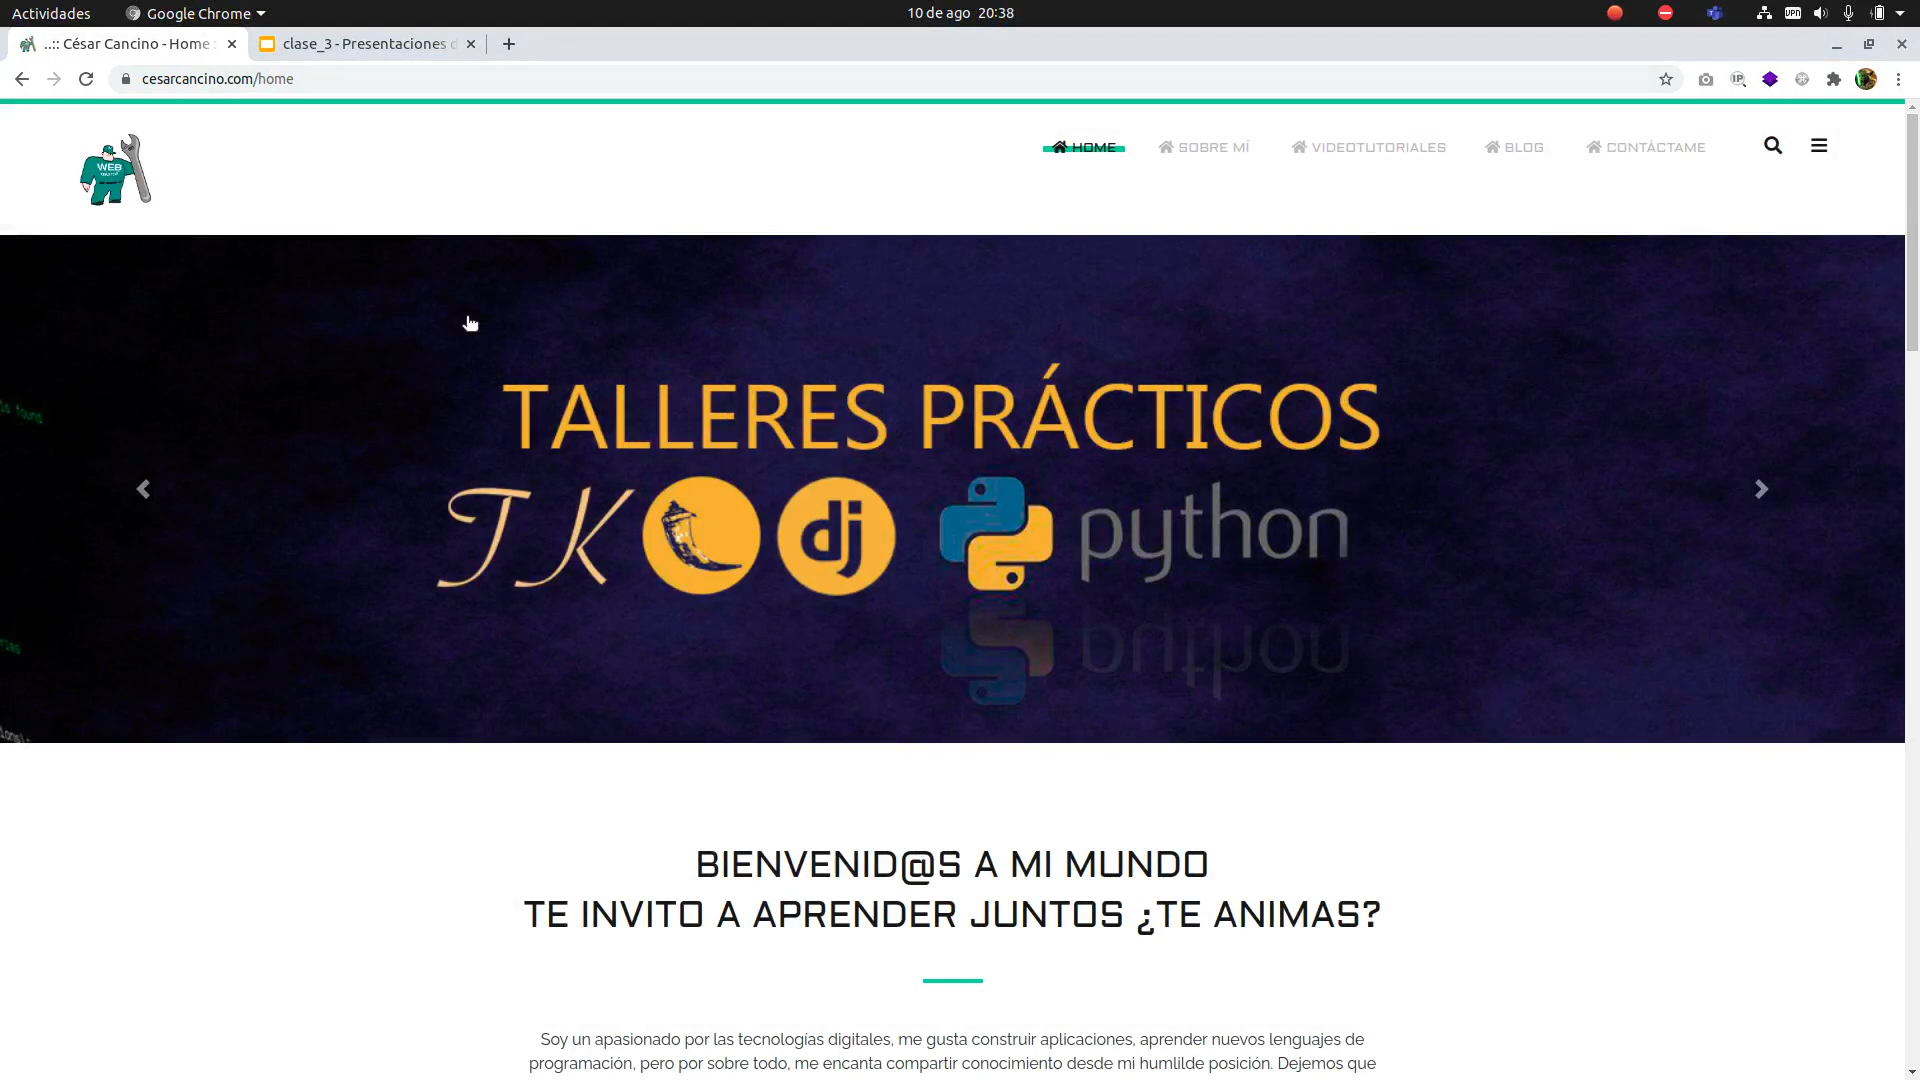 Actividades
Google Chrome
10 de ago 20:38
..:: César Cancino - Home :
clase_3 - Presentaciones d
cesarcancino.com/home
WEB
HOME
SOBRE MÍ
VIDEOTUTORIALES
BLOG
CONTÁCTAME
TALLERES PRÁCTICOS
TK dj python
BIENVENID@S A MI MUNDO
TE INVITO A APRENDER JUNTOS ¿TE ANIMAS?
Soy un apasionado por las tecnologías digitales, me gusta construir aplicaciones, aprender nuevos lenguajes de
programación, pero por sobre todo, me encanta compartir conocimiento desde mi humlilde posición. Dejemos que